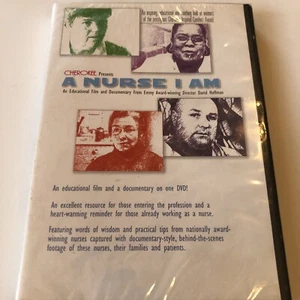 CHEROKEE Presents
A NURSE I AM
An Educational Film and Documentary From Emmy Award-winning Director David Hoffman
An educational film and a documentary on one DVD!
An excellent resource for those entering the profession and a
heart-warming reminder for those already working as a nurse.
Featuring words of wisdom and practical tips from nationally award-
winning nurses captured with documentary-style, behind-the-scenes
footage of these nurses, their families and patients.